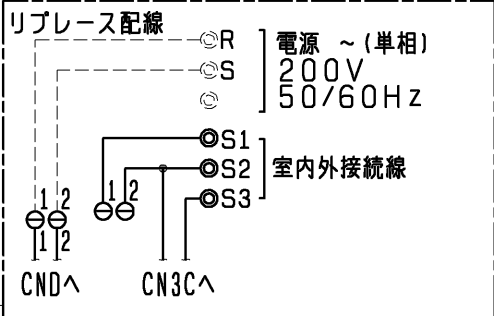 リプレース配線
R
S
電源 ~(単相)
200V
50/60Hz
S1
S2
S3
室内外接続線
1 2
1 2
1 2
CNDへ
CN3Cへ